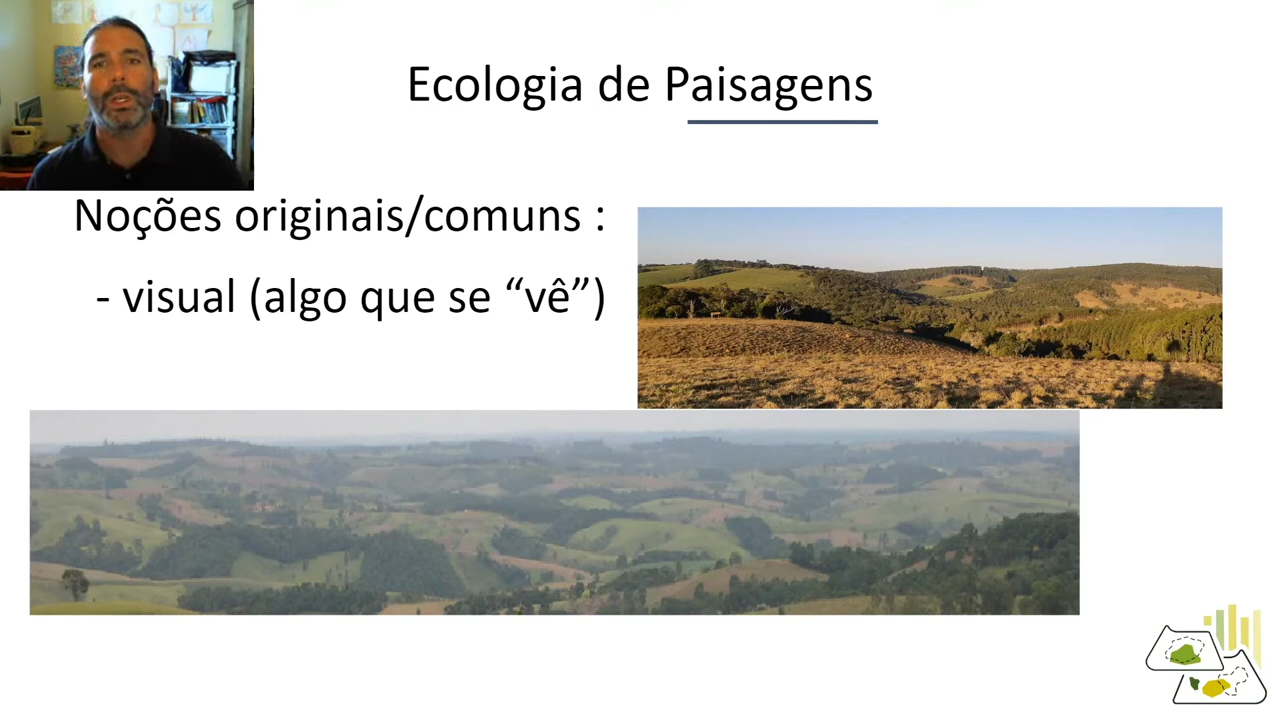 Ecologia de Paisagens
Noções originais/comuns :
- visual (algo que se “vê”)